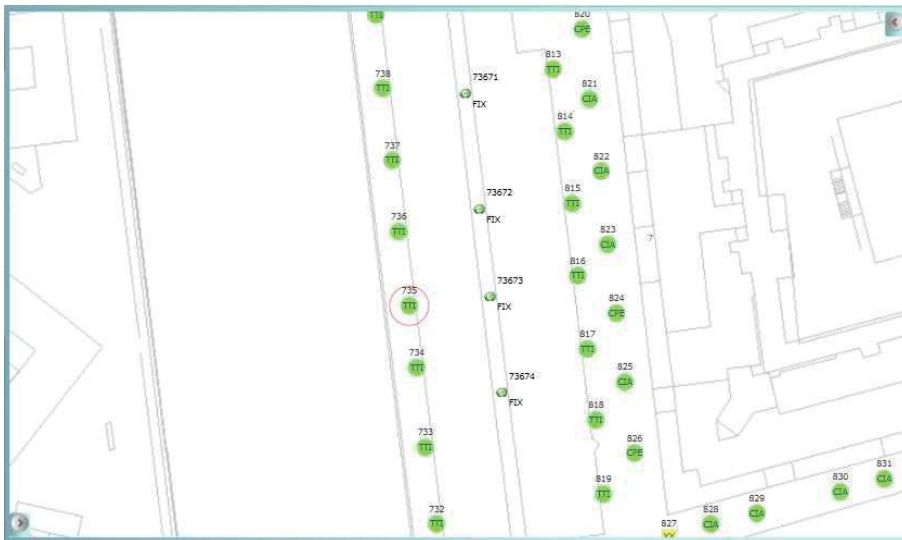 TTI
820
CPE
813
TTI
738
TTI
73671
FIX
821
CIA
814
TTI
737
TTI
822
CIA
73672
FIX
815
TTI
736
TTI
823
CIA
7
816
TTI
73673
FIX
735
TTI
824
CPE
817
TTI
734
TTI
73674
FIX
825
CIA
818
TTI
733
TTI
826
CPE
819
TTI
831
CIA
830
CIA
829
CIA
828
CIA
827
732
TTI